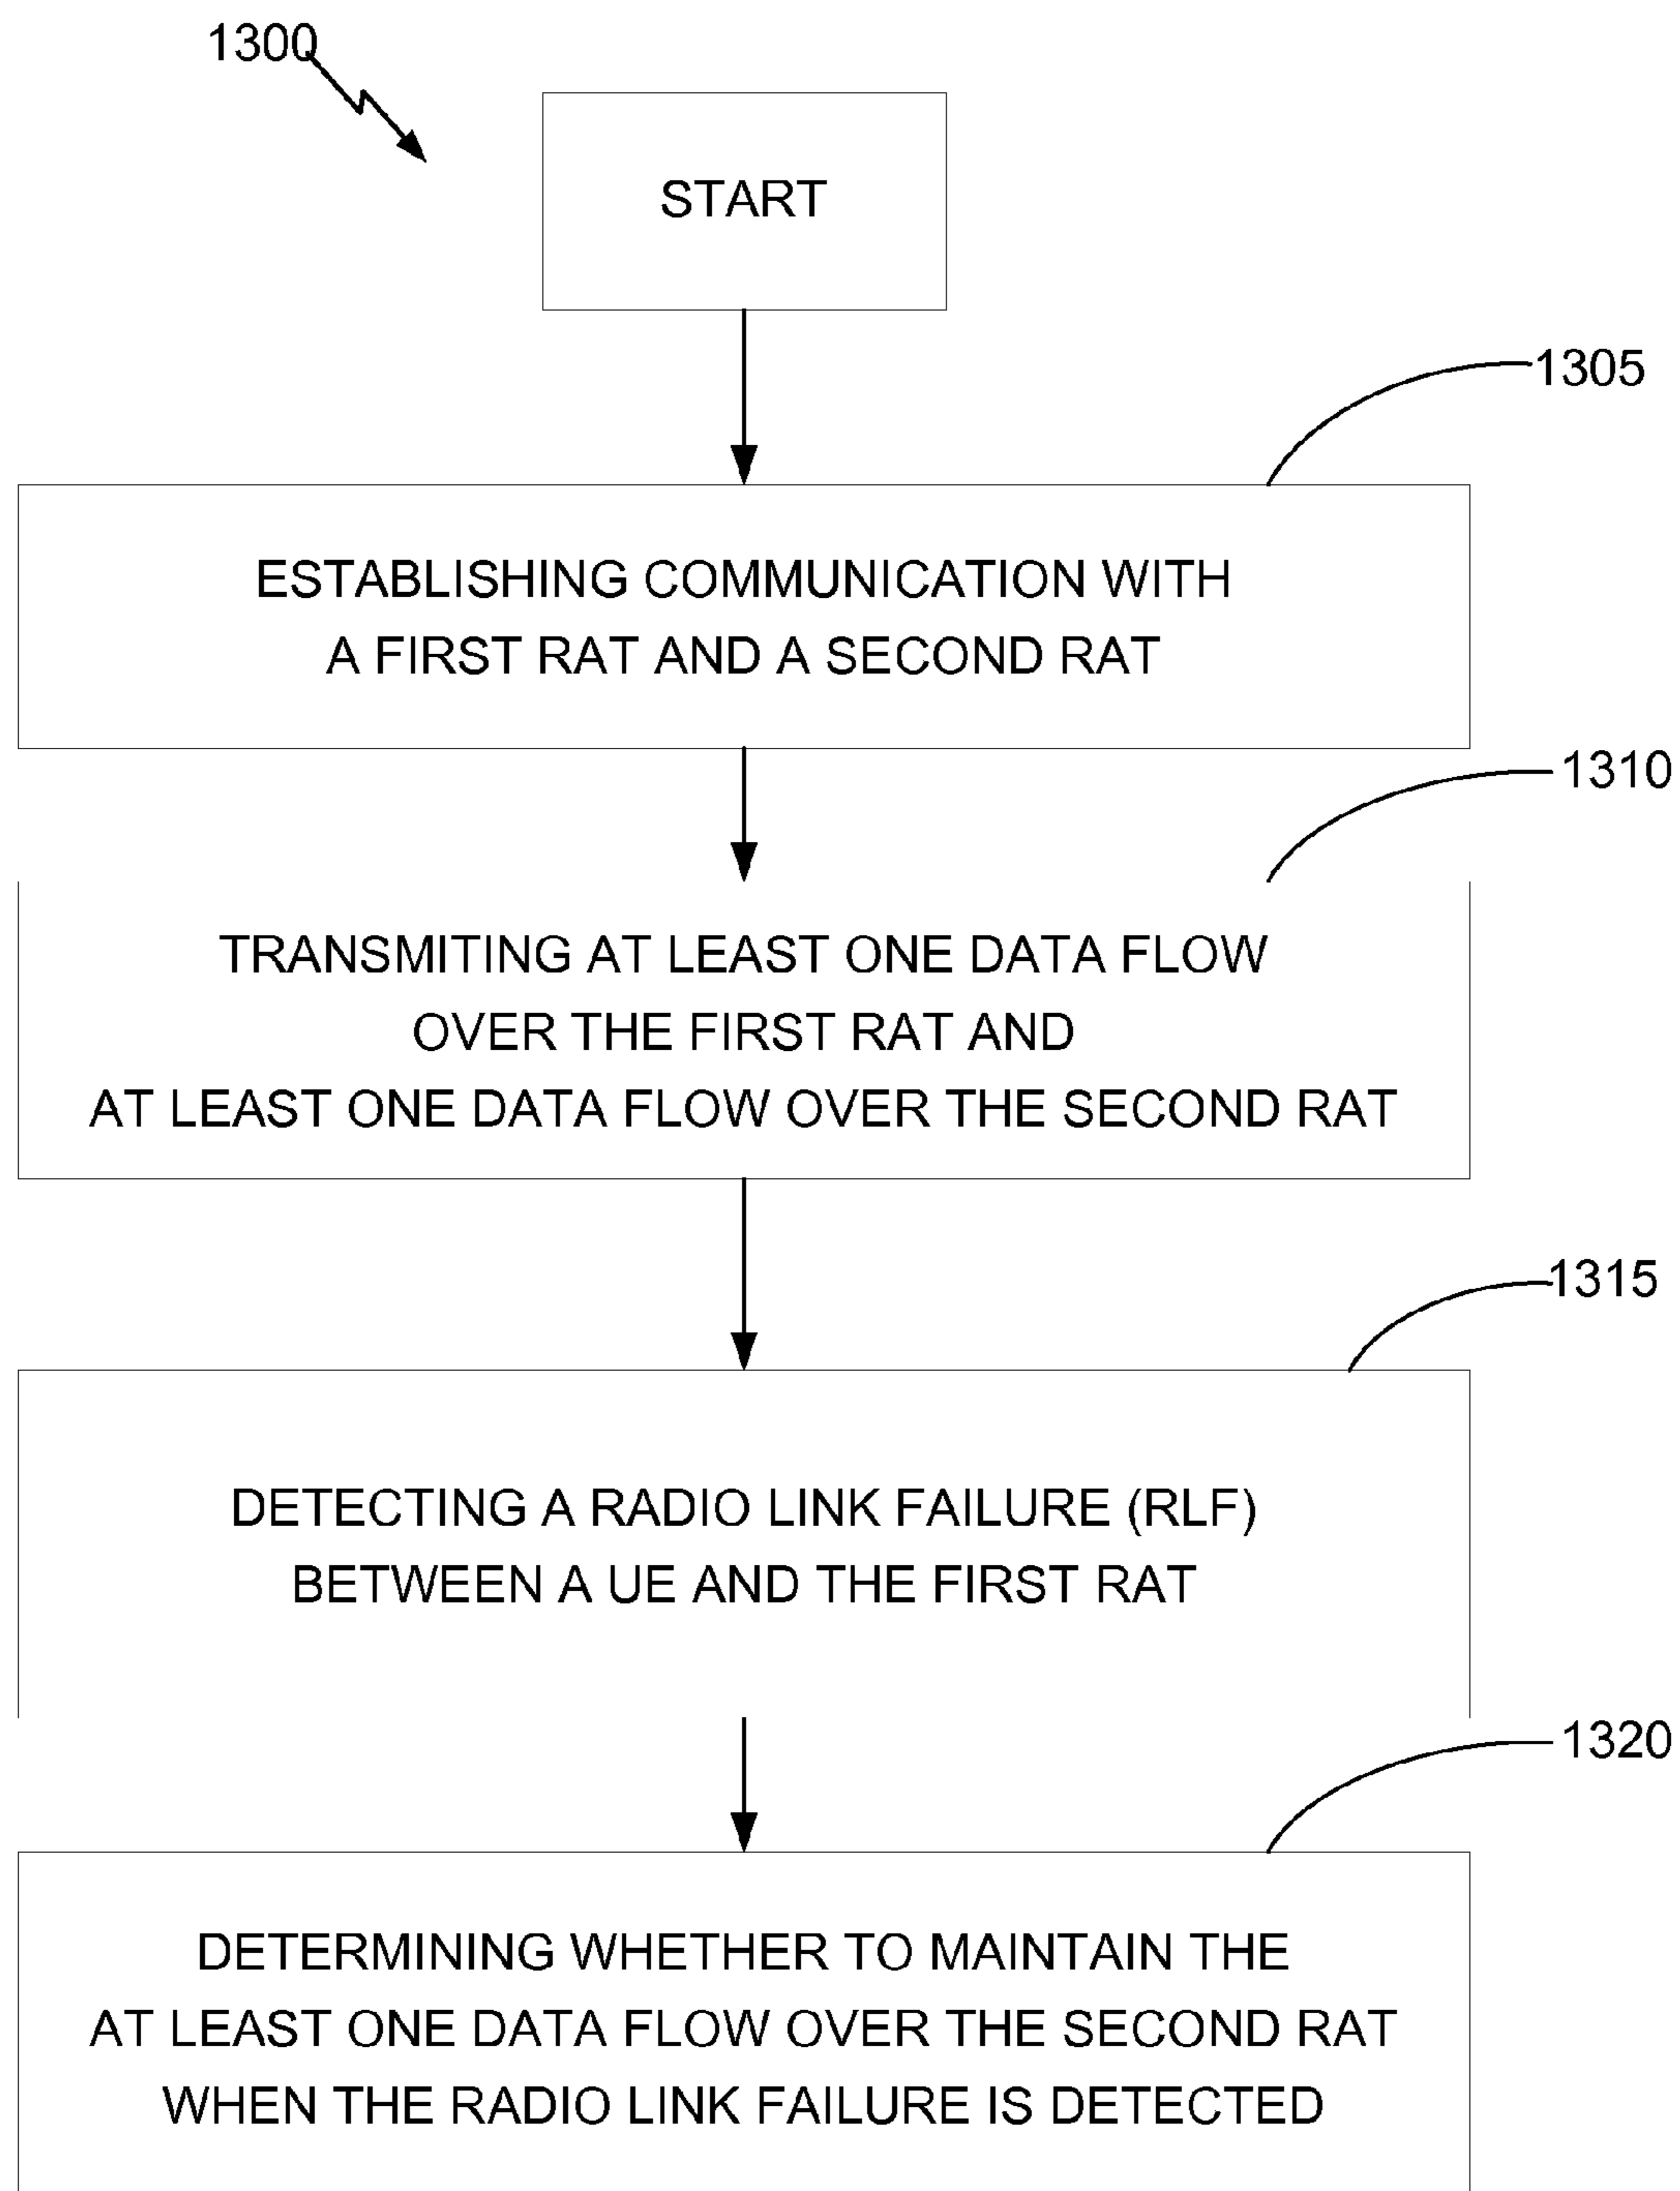 1300
START
1305
ESTABLISHING COMMUNICATION WITH
A FIRST RAT AND A SECOND RAT
1310
TRANSMITING AT LEAST ONE DATA FLOW
OVER THE FIRST RAT AND
AT LEAST ONE DATA FLOW OVER THE SECOND RAT
1315
DETECTING A RADIO LINK FAILURE (RLF)
BETWEEN A UE AND THE FIRST RAT
1320
DETERMINING WHETHER TO MAINTAIN THE
AT LEAST ONE DATA FLOW OVER THE SECOND RAT
WHEN THE RADIO LINK FAILURE IS DETECTED